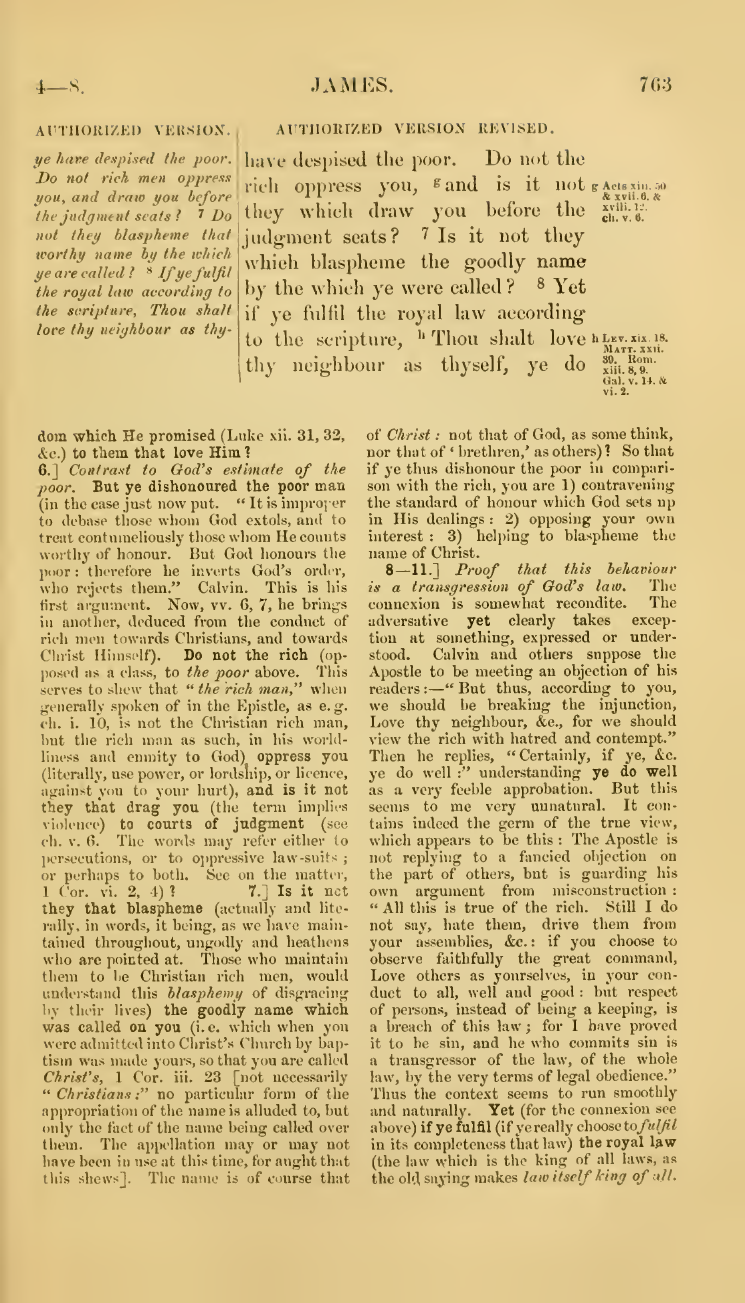 4—8.
JAMES.
763
AUTHORIZED VERSION.
ye have despised the poor.
Do not rich men oppress
you, and draw you before
the judgment seats? 7 Do
not they blaspheme that
worthy name by the which
ye are called? 8 If ye fulfil
the royal law according to
the scripture, Thou shalt
love thy neighbour as thy-
AUTHORIZED VERSION REVISED.
have despised the poor. Do not the
rich oppress you, g and is it not
they which draw you before the
judgment seats? 7 Is it not they
which blaspheme the goodly name
by the which ye were called? 8 Yet
if ye fulfil the royal law according
to the scripture, h Thou shalt love
thy neighbour as thyself, ye do
g Acts xiii. 50
& xvii. 6. &
xviii. 12.
ch. v. 6.
h Lev. xix. 18.
Matt. xxii.
39. Rom.
xiii. 8, 9.
Gal. v. 14. &
vi. 2.
dom which He promised (Luke xii. 31, 32,
&c.) to them that love Him?
6.] Contrast to God's estimate of the
poor. But ye dishonoured the poor man
(in the case just now put. "It is improper
to debase those whom God extols, and to
treat contumeliously those whom He counts
worthy of honour. But God honours the
poor: therefore he inverts God's order,
who rejects them." Calvin. This is his
first argument. Now, vv. 6, 7, he brings
in another, deduced from the conduct of
rich men towards Christians, and towards
Christ Himself). Do not the rich (op-
posed as a class, to the poor above. This
serves to shew that "the rich man," when
generally spoken of in the Epistle, as e. g.
ch. i. 10, is not the Christian rich man,
but the rich man as such, in his world-
liness and enmity to God) oppress you
(literally, use power, or lordship, or licence,
against you to your hurt), and is it not
they that drag you (the term implies
violence) to courts of judgment (see
ch. v. 6. The words may refer either to
persecutions, or to oppressive law-suits;
or perhaps to both. See on the matter,
1 Cor. vi. 2, 4)? 7.] Is it not
they that blaspheme (actually and lite-
rally, in words, it being, as we have main-
tained throughout, ungodly and heathens
who are pointed at. Those who maintain
them to be Christian rich men, would
understand this blasphemy of disgracing
by their lives) the goodly name which
was called on you (i. e. which when you
were admitted into Christ's Church by bap-
tism was made yours, so that you are called
Christ's, 1 Cor. iii. 23 [not necessarily
"Christians;" no particular form of the
appropriation of the name is alluded to, but
only the fact of the name being called over
them. The appellation may or may not
have been in use at this time, for aught that
this shews]. The name is of course that
of Christ: not that of God, as some think,
nor that of 'brethren,' as others)? So that
if ye thus dishonour the poor in compari-
son with the rich, you are 1) contravening
the standard of honour which God sets up
in His dealings: 2) opposing your own
interest: 3) helping to blaspheme the
name of Christ.
8—11.] Proof that this behaviour
is a transgression of God's law. The
connexion is somewhat recondite. The
adversative yet clearly takes excep-
tion at something, expressed or under-
stood. Calvin and others suppose the
Apostle to be meeting an objection of his
readers:—"But thus, according to you,
we should be breaking the injunction,
Love thy neighbour, &c., for we should
view the rich with hatred and contempt."
Then he replies, "Certainly, if ye, &c.
ye do well:" understanding ye do well
as a very feeble approbation. But this
seems to me very unnatural. It con-
tains indeed the germ of the true view,
which appears to be this: The Apostle is
not replying to a fancied objection on
the part of others, but is guarding his
own argument from misconstruction:
"All this is true of the rich. Still I do
not say, hate them, drive them from
your assemblies, &c.: if you choose to
observe faithfully the great command,
Love others as yourselves, in your con-
duct to all, well and good: but respect
of persons, instead of being a keeping, is
a breach of this law; for I have proved
it to be sin, and he who commits sin is
a transgressor of the law, of the whole
law, by the very terms of legal obedience."
Thus the context seems to run smoothly
and naturally. Yet (for the connexion see
above) if ye fulfil (if ye really choose to fulfil
in its completeness that law) the royal law
(the law which is the king of all laws, as
the old saying makes law itself king of all.